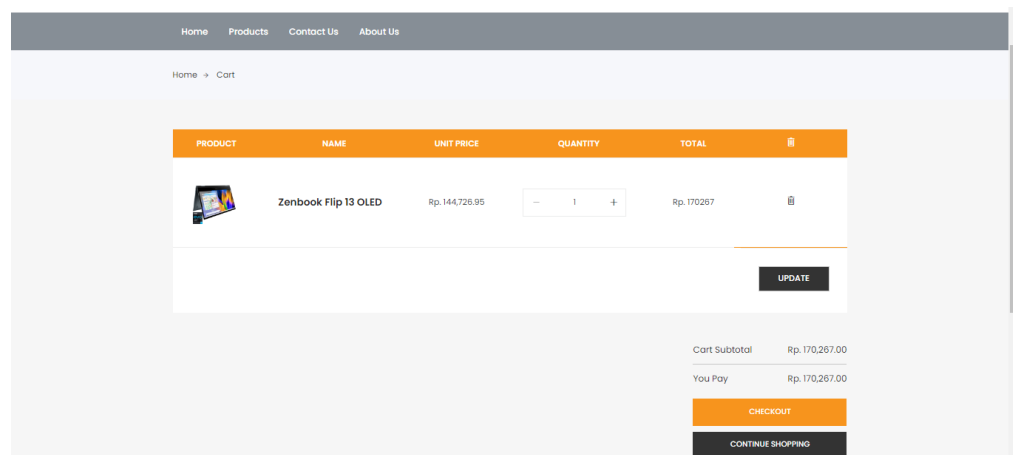 Home Products Contact Us About Us
Home → Cart
PRODUCT NAME UNIT PRICE QUANTITY TOTAL
Zenbook Flip 13 OLED Rp. 144,726.95 − 1 + Rp. 170267
UPDATE
Cart Subtotal Rp. 170,267.00
You Pay Rp. 170,267.00
CHECKOUT
CONTINUE SHOPPING